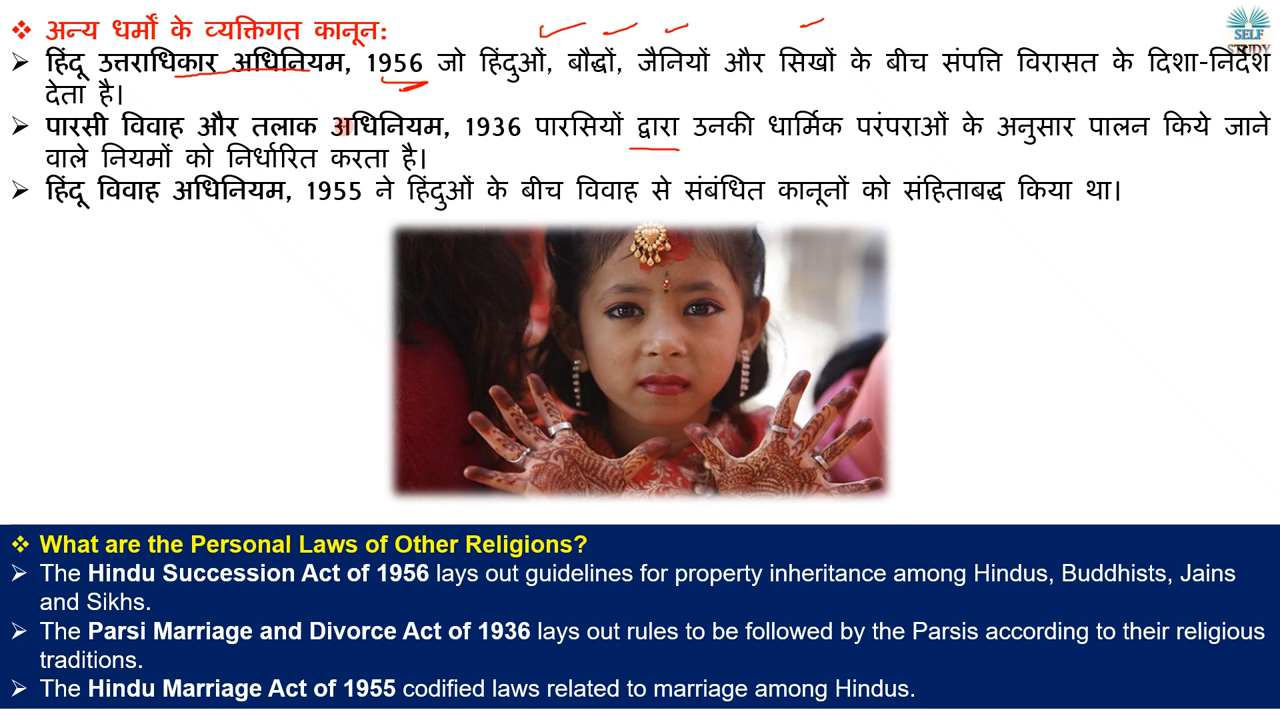 ❖ अन्य धर्मों के व्यक्तिगत कानून:
➢ हिंदू उत्तराधिकार अधिनियम, 1956 जो हिंदुओं, बौद्धों, जैनियों और सिखों के बीच संपत्ति विरासत के दिशा-निर्देश
देता है।
➢ पारसी विवाह और तलाक अधिनियम, 1936 पारसियों द्वारा उनकी धार्मिक परंपराओं के अनुसार पालन किये जाने
वाले नियमों को निर्धारित करता है।
➢ हिंदू विवाह अधिनियम, 1955 ने हिंदुओं के बीच विवाह से संबंधित कानूनों को संहिताबद्ध किया था।
SELF
STUDY
❖ What are the Personal Laws of Other Religions?
➢ The Hindu Succession Act of 1956 lays out guidelines for property inheritance among Hindus, Buddhists, Jains
and Sikhs.
➢ The Parsi Marriage and Divorce Act of 1936 lays out rules to be followed by the Parsis according to their religious
traditions.
➢ The Hindu Marriage Act of 1955 codified laws related to marriage among Hindus.